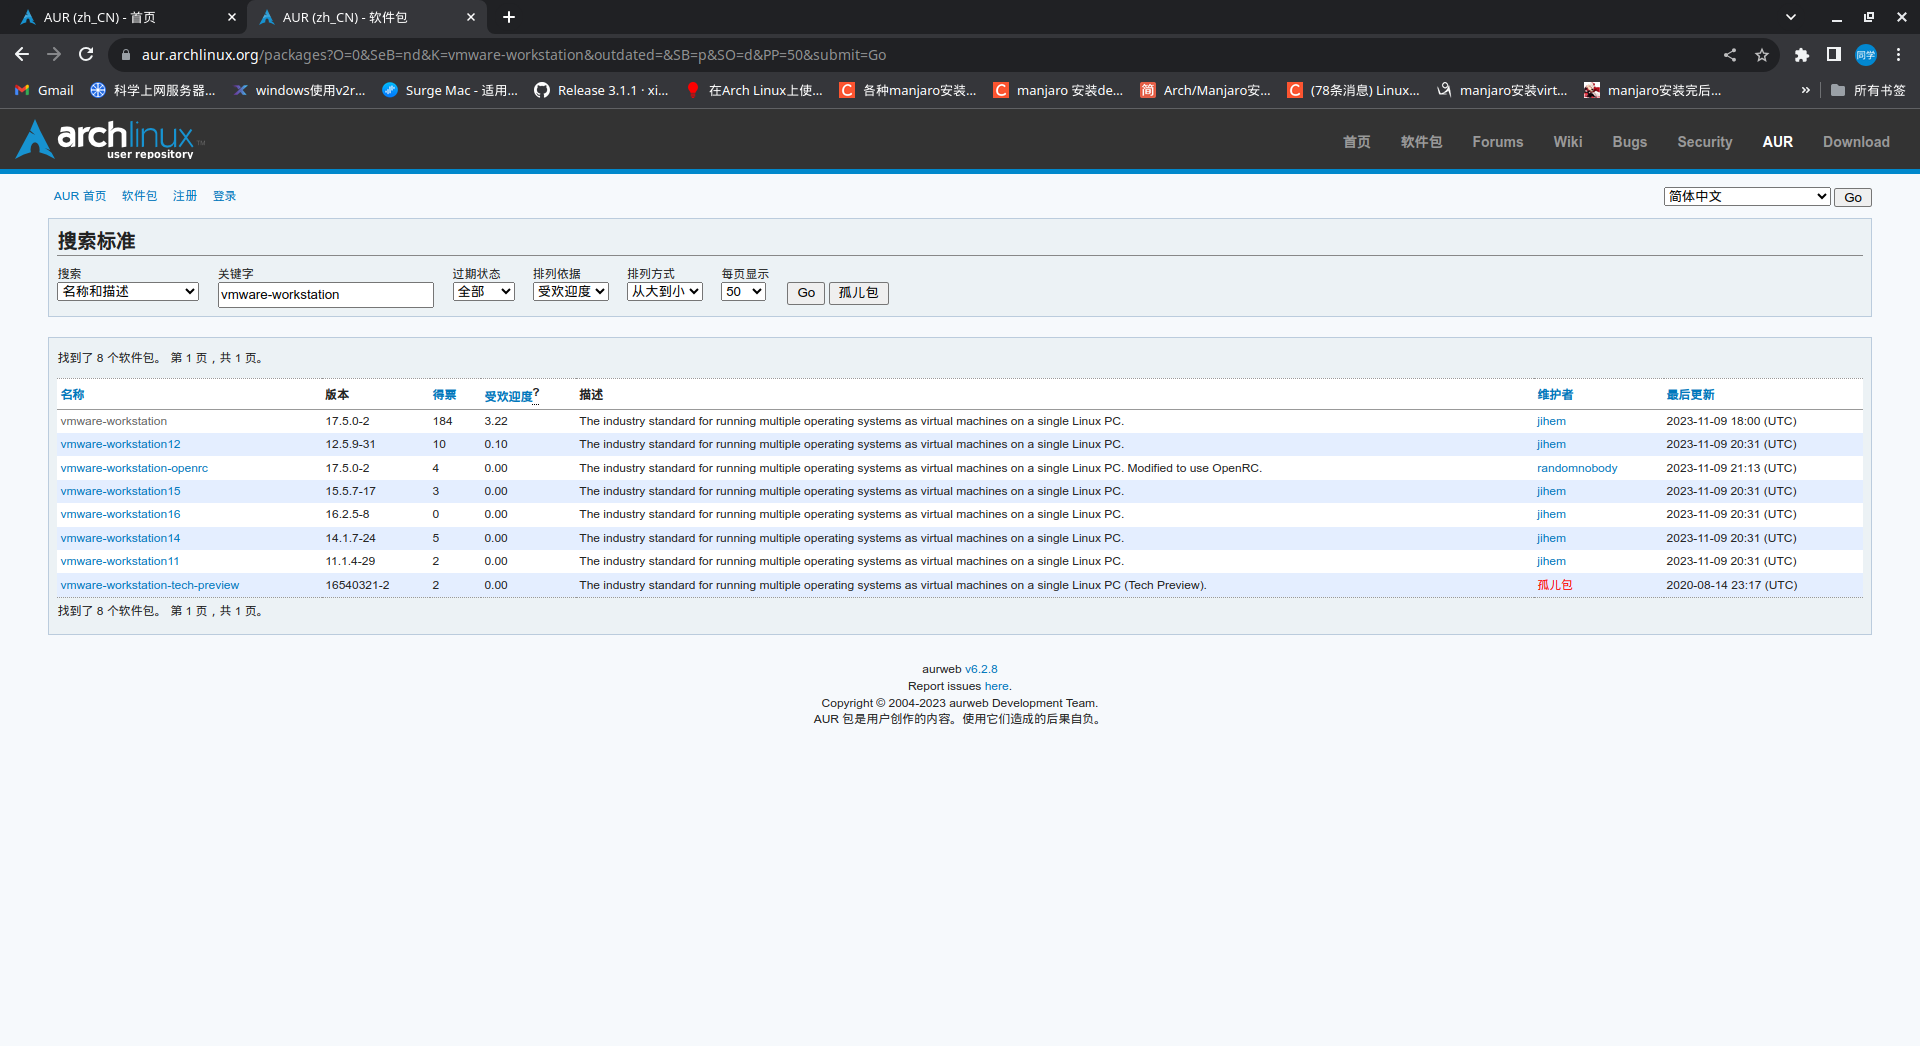 AUR (zh_CN) - 首页
AUR (zh_CN) - 软件包
aur.archlinux.org/packages?O=0&SeB=nd&K=vmware-workstation&outdated=&SB=p&SO=d&PP=50&submit=Go
同学
Gmail 科学上网服务器... windows使用v2r... Surge Mac - 适用... Release 3.1.1 · xi... 在Arch Linux上使... 各种manjaro安装... manjaro 安装de... Arch/Manjaro安... (78条消息) Linux... manjaro安装virt... manjaro安装完后... » 所有书签
archlinux™
user repository
首页 软件包 Forums Wiki Bugs Security AUR Download
AUR 首页 软件包 注册 登录
简体中文 Go
搜索标准
搜索 关键字 过期状态 排列依据 排列方式 每页显示
名称和描述 vmware-workstation 全部 受欢迎度 从大到小 50 Go 孤儿包
找到了 8 个软件包。 第 1 页，共 1 页。
名称 版本 得票 受欢迎度? 描述 维护者 最后更新
vmware-workstation 17.5.0-2 184 3.22 The industry standard for running multiple operating systems as virtual machines on a single Linux PC. jihem 2023-11-09 18:00 (UTC)
vmware-workstation12 12.5.9-31 10 0.10 The industry standard for running multiple operating systems as virtual machines on a single Linux PC. jihem 2023-11-09 20:31 (UTC)
vmware-workstation-openrc 17.5.0-2 4 0.00 The industry standard for running multiple operating systems as virtual machines on a single Linux PC. Modified to use OpenRC. randomnobody 2023-11-09 21:13 (UTC)
vmware-workstation15 15.5.7-17 3 0.00 The industry standard for running multiple operating systems as virtual machines on a single Linux PC. jihem 2023-11-09 20:31 (UTC)
vmware-workstation16 16.2.5-8 0 0.00 The industry standard for running multiple operating systems as virtual machines on a single Linux PC. jihem 2023-11-09 20:31 (UTC)
vmware-workstation14 14.1.7-24 5 0.00 The industry standard for running multiple operating systems as virtual machines on a single Linux PC. jihem 2023-11-09 20:31 (UTC)
vmware-workstation11 11.1.4-29 2 0.00 The industry standard for running multiple operating systems as virtual machines on a single Linux PC. jihem 2023-11-09 20:31 (UTC)
vmware-workstation-tech-preview 16540321-2 2 0.00 The industry standard for running multiple operating systems as virtual machines on a single Linux PC (Tech Preview). 孤儿包 2020-08-14 23:17 (UTC)
找到了 8 个软件包。 第 1 页，共 1 页。
aurweb v6.2.8
Report issues here.
Copyright © 2004-2023 aurweb Development Team.
AUR 包是用户创作的内容。使用它们造成的后果自负。